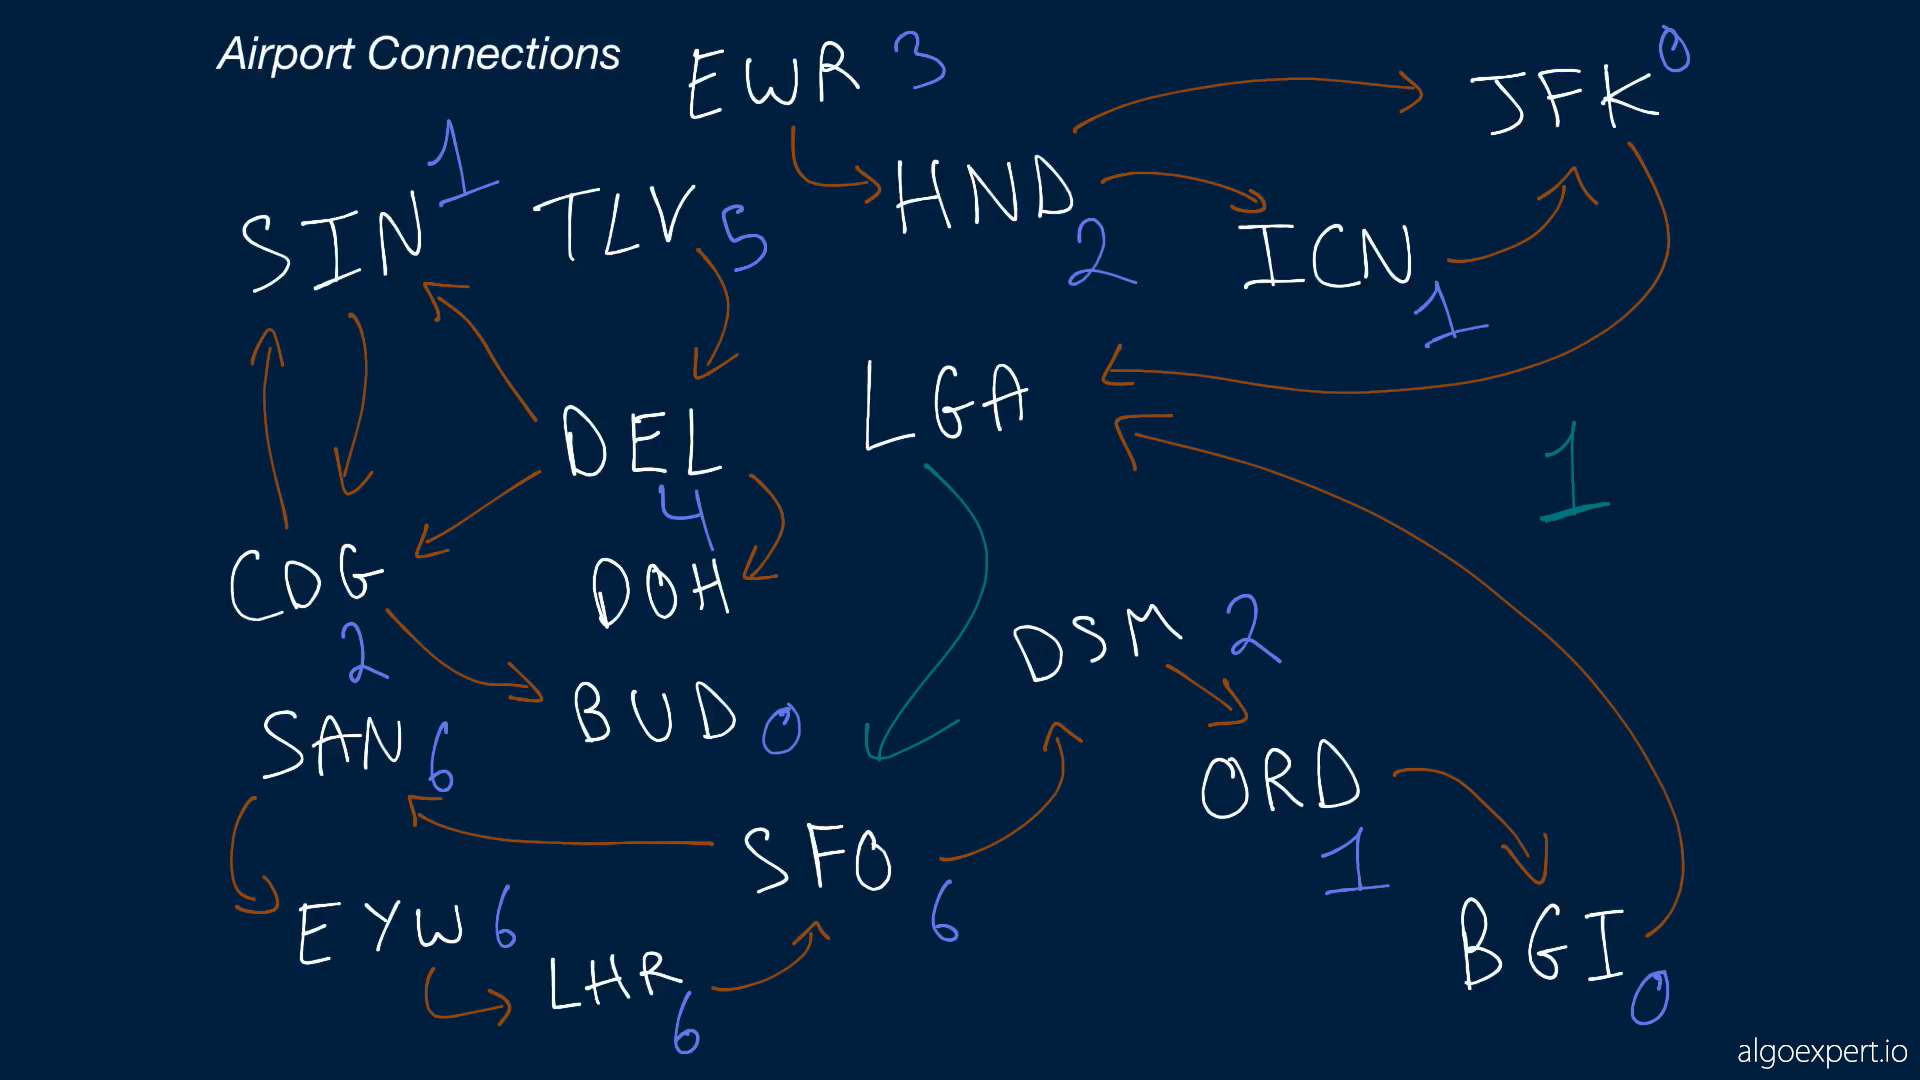 Airport Connections
EWR 3
JFK 0
SIN 1
TLV 5
HND 2
ICN 1
LGA
DEL 4
1
CDG 2
DOH
DSM 2
BUD 0
SAN 6
ORD 1
SFO 6
EYW 6
LHR 6
BGI 0
algoexpert.io